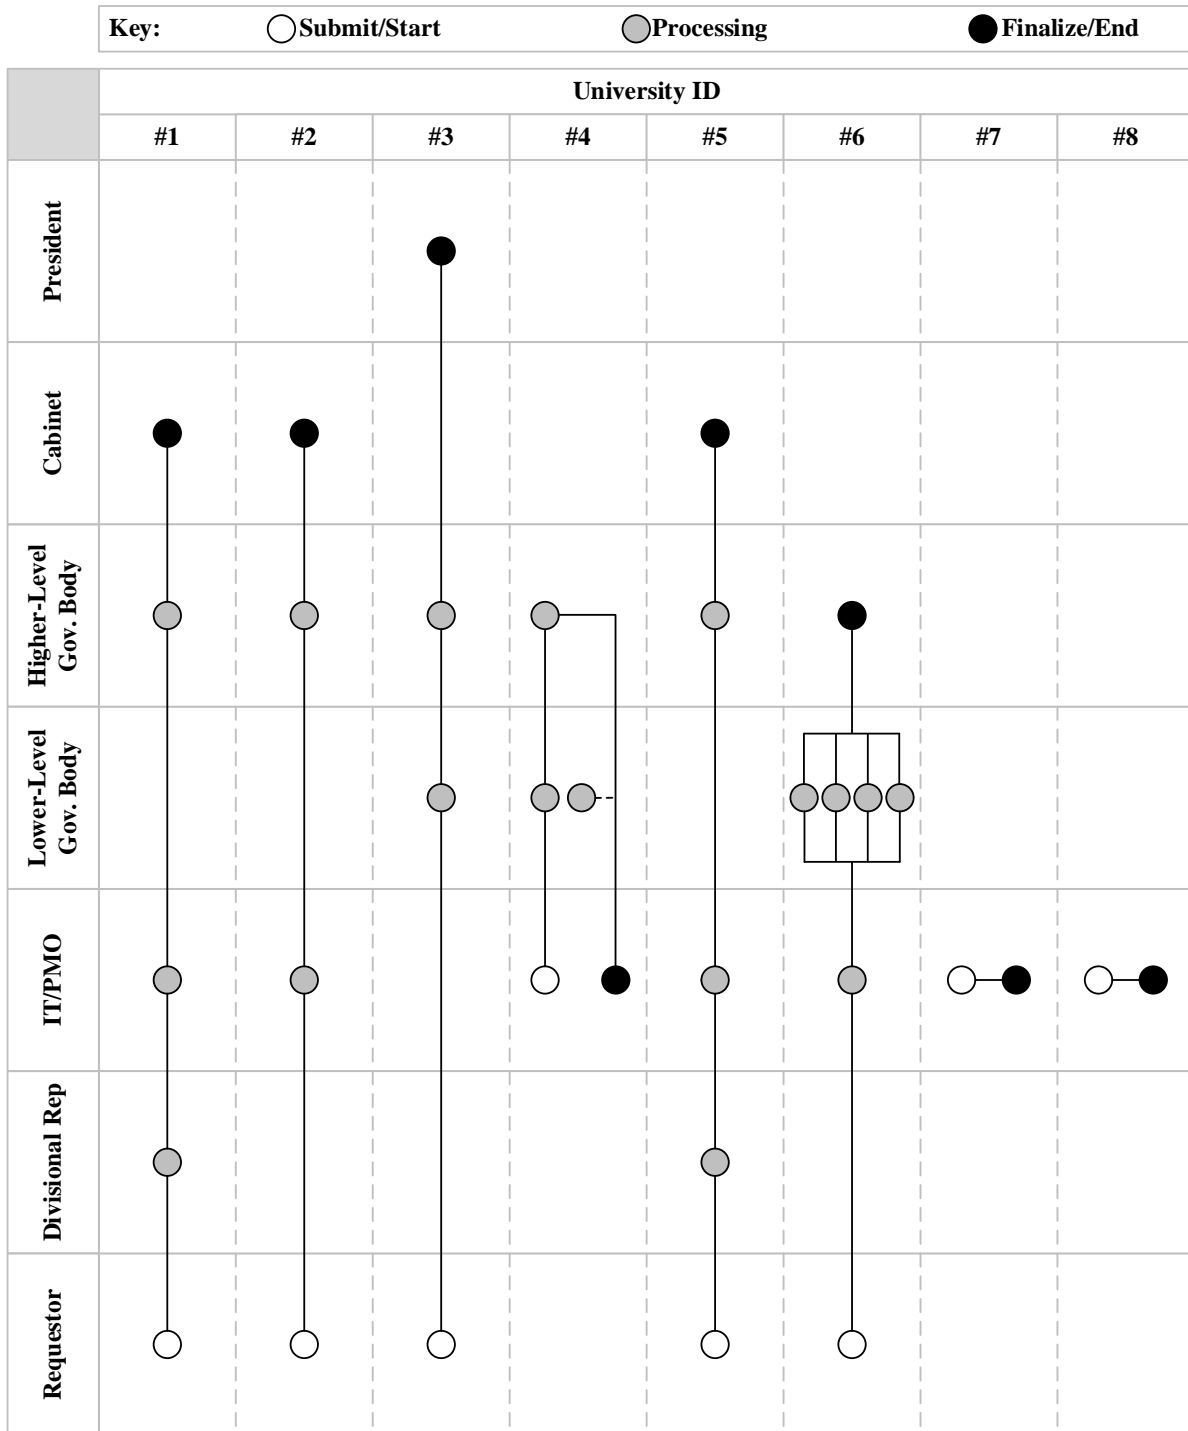 Key: Submit/Start Processing Finalize/End
University ID
#1 #2 #3 #4 #5 #6 #7 #8
President
Cabinet
Higher-Level
Gov. Body
Lower-Level
Gov. Body
IT/PMO
Divisional Rep
Requestor